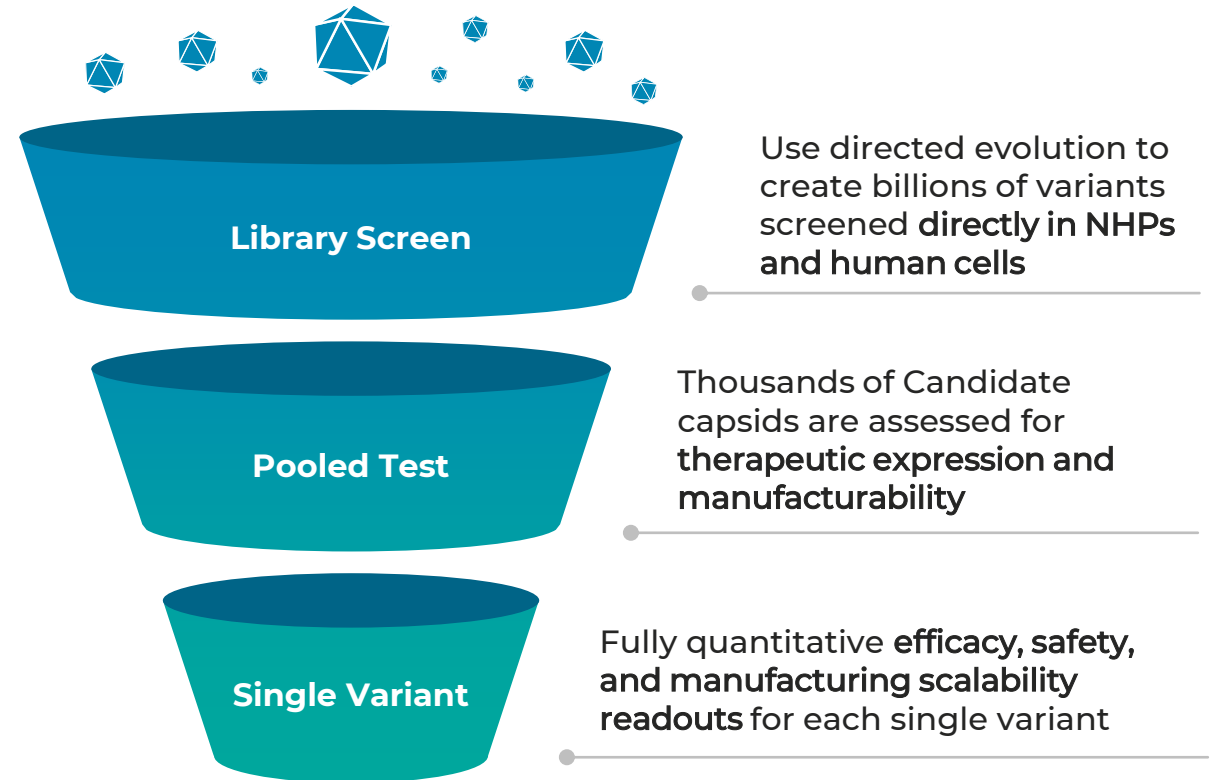 Library Screen
Use directed evolution to
create billions of variants
screened directly in NHPs
and human cells
Pooled Test
Thousands of Candidate
capsids are assessed for
therapeutic expression and
manufacturability
Single Variant
Fully quantitative efficacy, safety,
and manufacturing scalability
readouts for each single variant